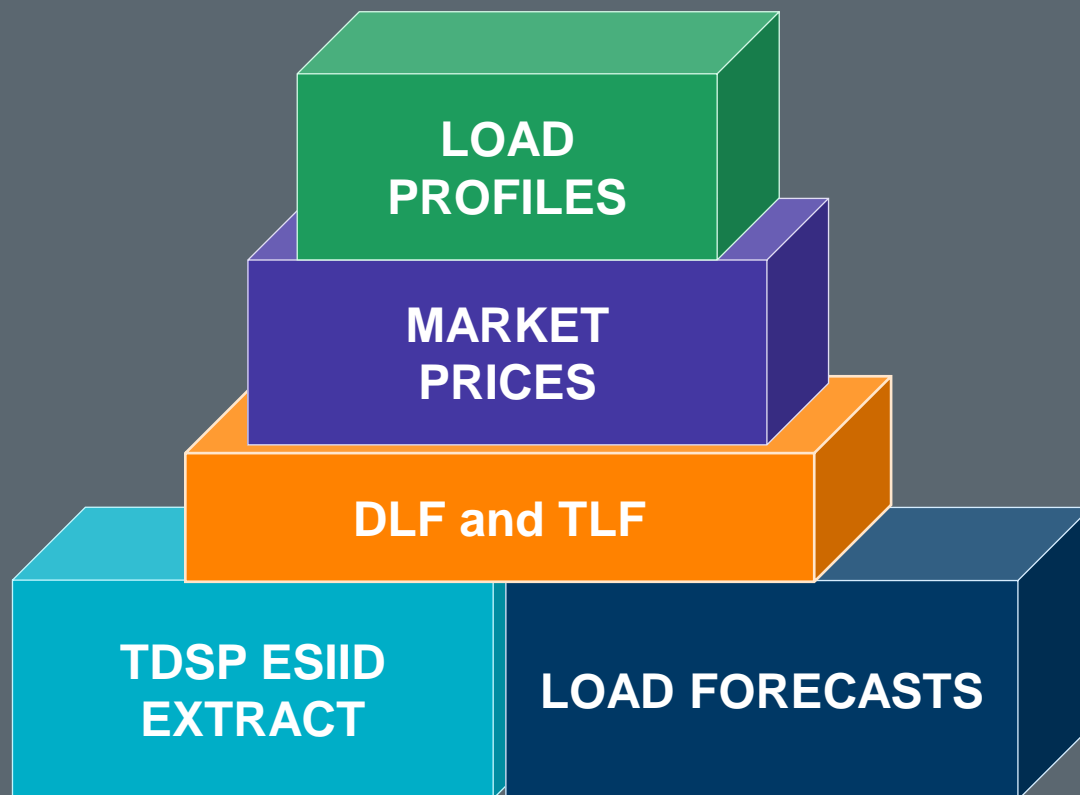 LOAD
PROFILES
MARKET
PRICES
DLF and TLF
TDSP ESIID
EXTRACT
LOAD FORECASTS